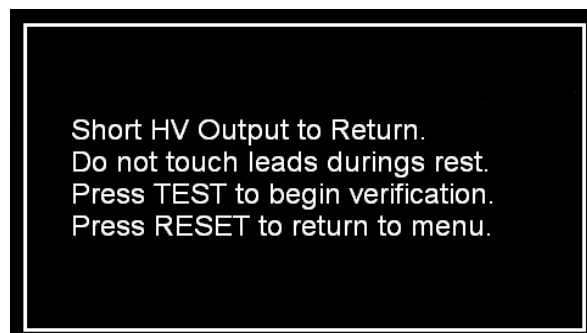 Short HV Output to Return.
Do not touch leads durings rest.
Press TEST to begin verification.
Press RESET to return to menu.